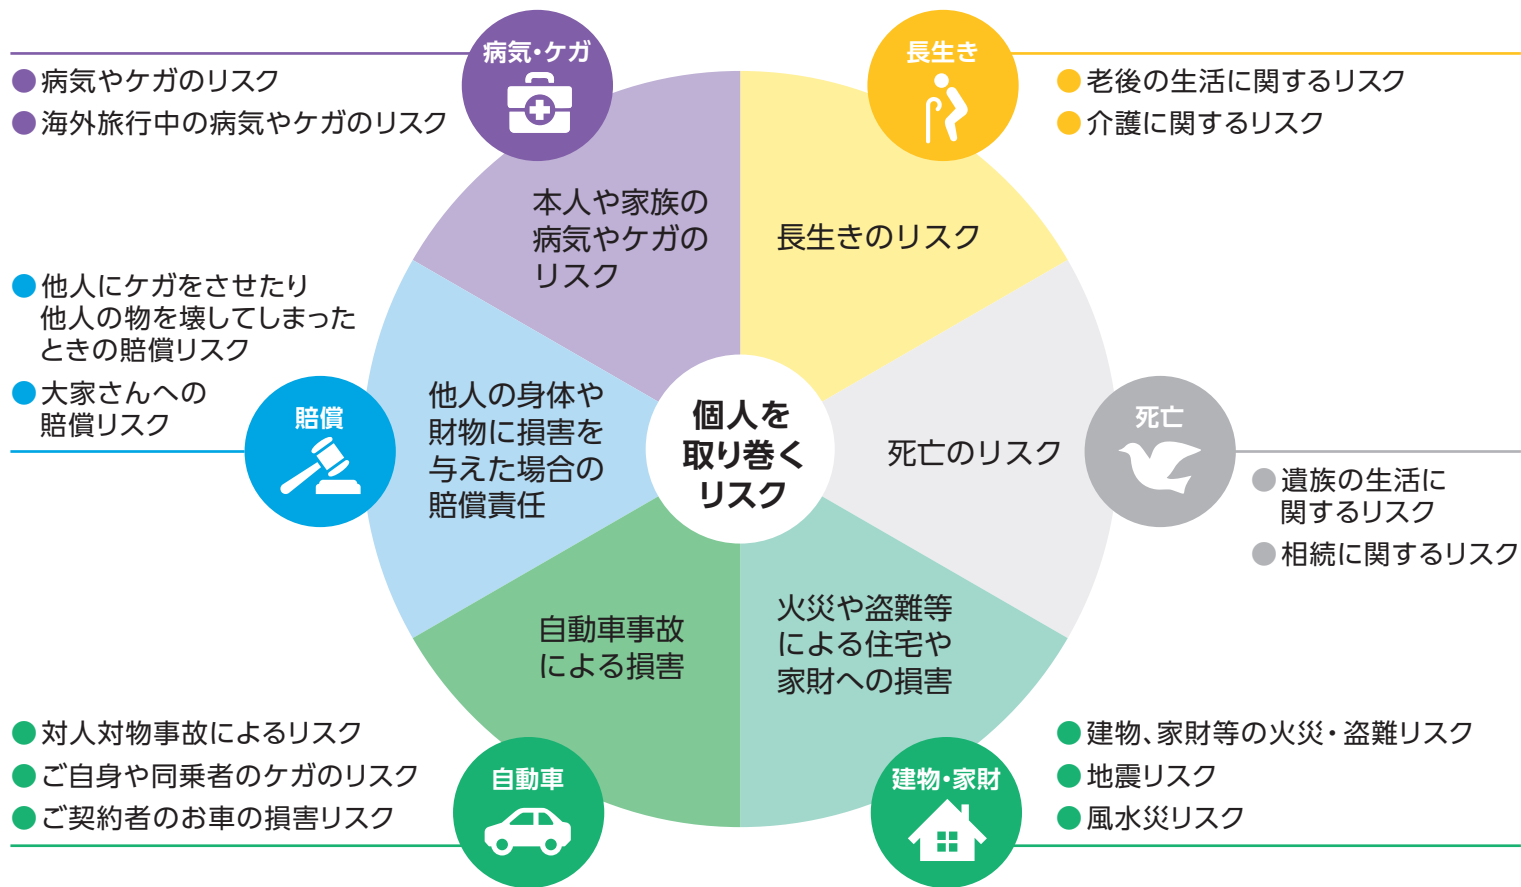 病気・ケガ
●病気やケガのリスク
●海外旅行中の病気やケガのリスク
長生き
●老後の生活に関するリスク
●介護に関するリスク
本人や家族の
病気やケガの
リスク
長生きのリスク
●他人にケガをさせたり
他人の物を壊してしまった
ときの賠償リスク
●大家さんへの
賠償リスク
賠償
他人の身体や
財物に損害を
与えた場合の
賠償責任
個人を
取り巻く
リスク
死亡のリスク
死亡
●遺族の生活に
関するリスク
●相続に関するリスク
自動車事故
による損害
火災や盗難等
による住宅や
家財への損害
●対人対物事故によるリスク
●ご自身や同乗者のケガのリスク
●ご契約者のお車の損害リスク
自動車
建物・家財
●建物、家財等の火災・盗難リスク
●地震リスク
●風水災リスク